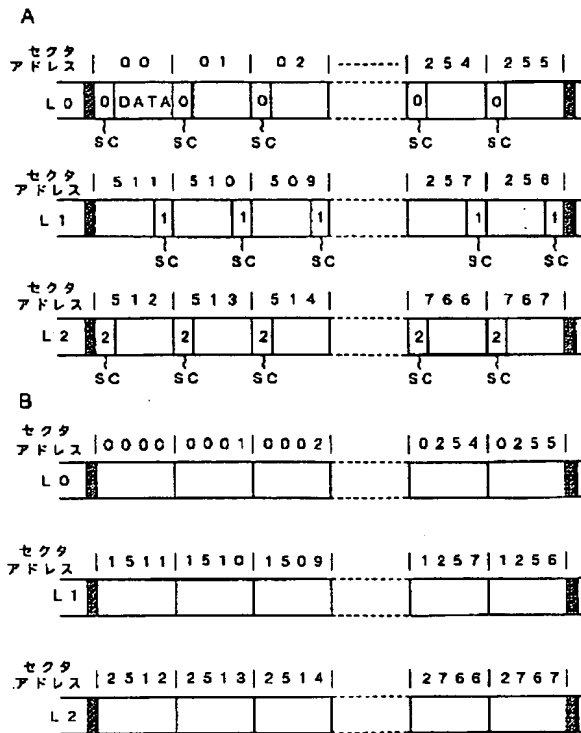 A
セクタ
アドレス | 00 | 01 | 02 | 254 | 255 |
L0 0 DATA 0 0 0 0
SC SC SC SC SC
セクタ
アドレス | 511 | 510 | 509 | 257 | 256 |
L1 1 1 1 1 1
SC SC SC SC SC
セクタ
アドレス | 512 | 513 | 514 | 766 | 767 |
L2 2 2 2 2 2
SC SC SC SC SC
B
セクタ
アドレス | 0000 | 0001 | 0002 | 0254 | 0255 |
L0
セクタ
アドレス | 1511 | 1510 | 1509 | 1257 | 1256 |
L1
セクタ
アドレス | 2512 | 2513 | 2514 | 2766 | 2767 |
L2